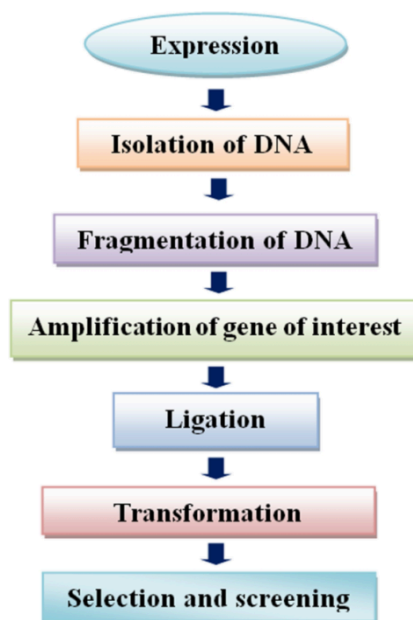 Expression
Isolation of DNA
Fragmentation of DNA
Amplification of gene of interest
Ligation
Transformation
Selection and screening